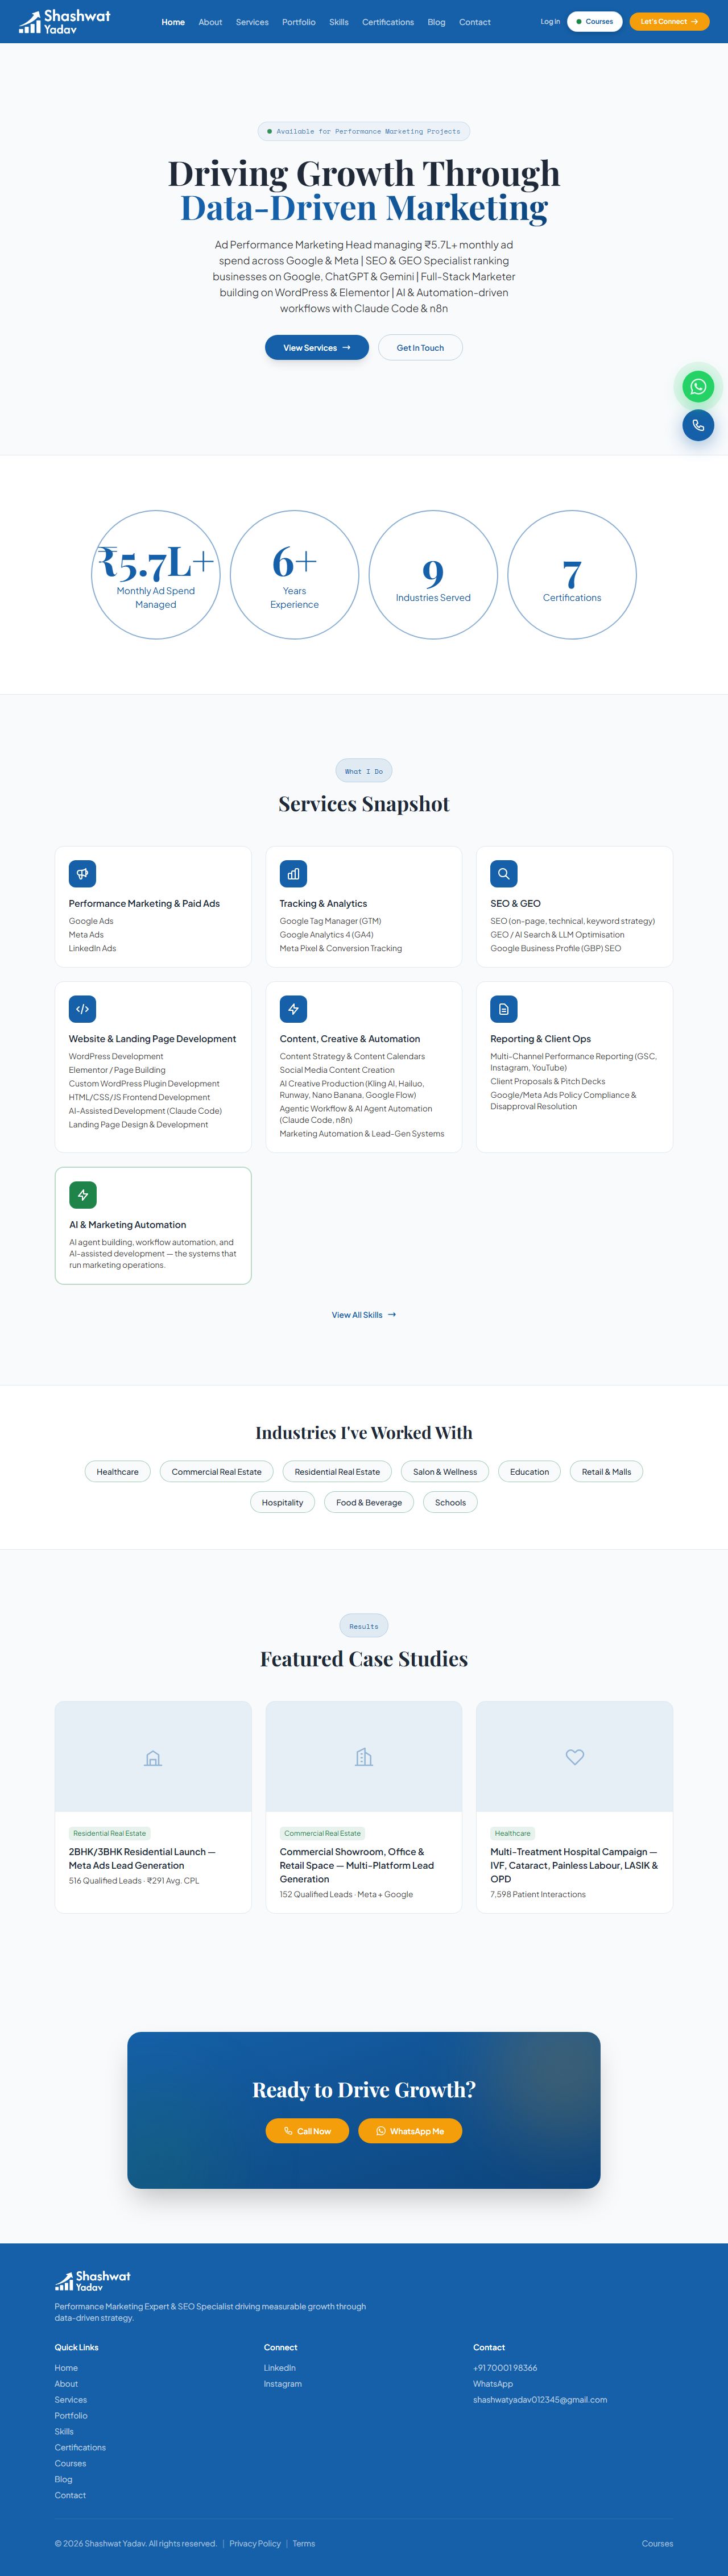 Shashwat
Yadav
Home
About
Services
Portfolio
Skills
Certifications
Blog
Contact
Log in
Courses
Let's Connect →
Available for Performance Marketing Projects
Driving Growth Through
Data-Driven Marketing
Ad Performance Marketing Head managing ₹5.7L+ monthly ad
spend across Google & Meta | SEO & GEO Specialist ranking
businesses on Google, ChatGPT & Gemini | Full-Stack Marketer
building on WordPress & Elementor | AI & Automation-driven
workflows with Claude Code & n8n
View Services →
Get In Touch
₹5.7L+
Monthly Ad Spend
Managed
6+
Years
Experience
9
Industries Served
7
Certifications
What I Do
Services Snapshot
Performance Marketing & Paid Ads
Google Ads
Meta Ads
LinkedIn Ads
Tracking & Analytics
Google Tag Manager (GTM)
Google Analytics 4 (GA4)
Meta Pixel & Conversion Tracking
SEO & GEO
SEO (on-page, technical, keyword strategy)
GEO / AI Search & LLM Optimisation
Google Business Profile (GBP) SEO
Website & Landing Page Development
WordPress Development
Elementor / Page Building
Custom WordPress Plugin Development
HTML/CSS/JS Frontend Development
AI-Assisted Development (Claude Code)
Landing Page Design & Development
Content, Creative & Automation
Content Strategy & Content Calendars
Social Media Content Creation
AI Creative Production (Kling AI, Hailuo,
Runway, Nano Banana, Google Flow)
Agentic Workflow & AI Agent Automation
(Claude Code, n8n)
Marketing Automation & Lead-Gen Systems
Reporting & Client Ops
Multi-Channel Performance Reporting (GSC,
Instagram, YouTube)
Client Proposals & Pitch Decks
Google/Meta Ads Policy Compliance &
Disapproval Resolution
AI & Marketing Automation
AI agent building, workflow automation, and
AI-assisted development — the systems that
run marketing operations.
View All Skills →
Industries I've Worked With
Healthcare
Commercial Real Estate
Residential Real Estate
Salon & Wellness
Education
Retail & Malls
Hospitality
Food & Beverage
Schools
Results
Featured Case Studies
Residential Real Estate
2BHK/3BHK Residential Launch —
Meta Ads Lead Generation
516 Qualified Leads · ₹291 Avg. CPL
Commercial Real Estate
Commercial Showroom, Office &
Retail Space — Multi-Platform Lead
Generation
152 Qualified Leads · Meta + Google
Healthcare
Multi-Treatment Hospital Campaign —
IVF, Cataract, Painless Labour, LASIK &
OPD
7,598 Patient Interactions
Ready to Drive Growth?
Call Now
WhatsApp Me
Shashwat
Yadav
Performance Marketing Expert & SEO Specialist driving measurable growth through
data-driven strategy.
Quick Links
Home
About
Services
Portfolio
Skills
Certifications
Courses
Blog
Contact
Connect
LinkedIn
Instagram
Contact
+91 70001 98366
WhatsApp
shashwatyadav012345@gmail.com
© 2026 Shashwat Yadav. All rights reserved. | Privacy Policy | Terms
Courses